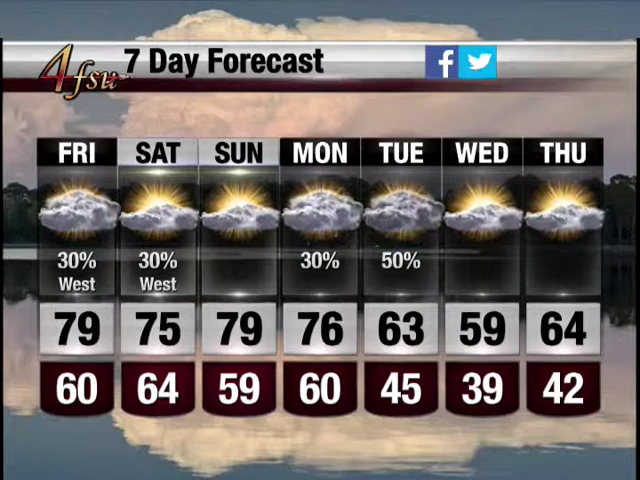 4fsu 7 Day Forecast f
FRI SAT SUN MON TUE WED THU
30% 30% 30% 50%
West West
79 75 79 76 63 59 64
60 64 59 60 45 39 42